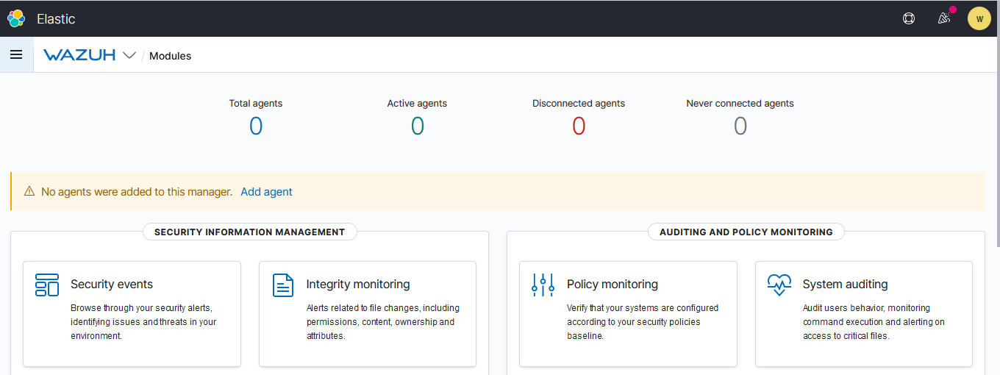 Elastic
W
WAZUH / Modules
Total agents
0
Active agents
0
Disconnected agents
0
Never connected agents
0
No agents were added to this manager. Add agent
SECURITY INFORMATION MANAGEMENT
Security events
Browse through your security alerts,
identifying issues and threats in your
environment.
Integrity monitoring
Alerts related to file changes, including
permissions, content, ownership and
attributes.
AUDITING AND POLICY MONITORING
Policy monitoring
Verify that your systems are configured
according to your security policies
baseline.
System auditing
Audit users behavior, monitoring
command execution and alerting on
access to critical files.